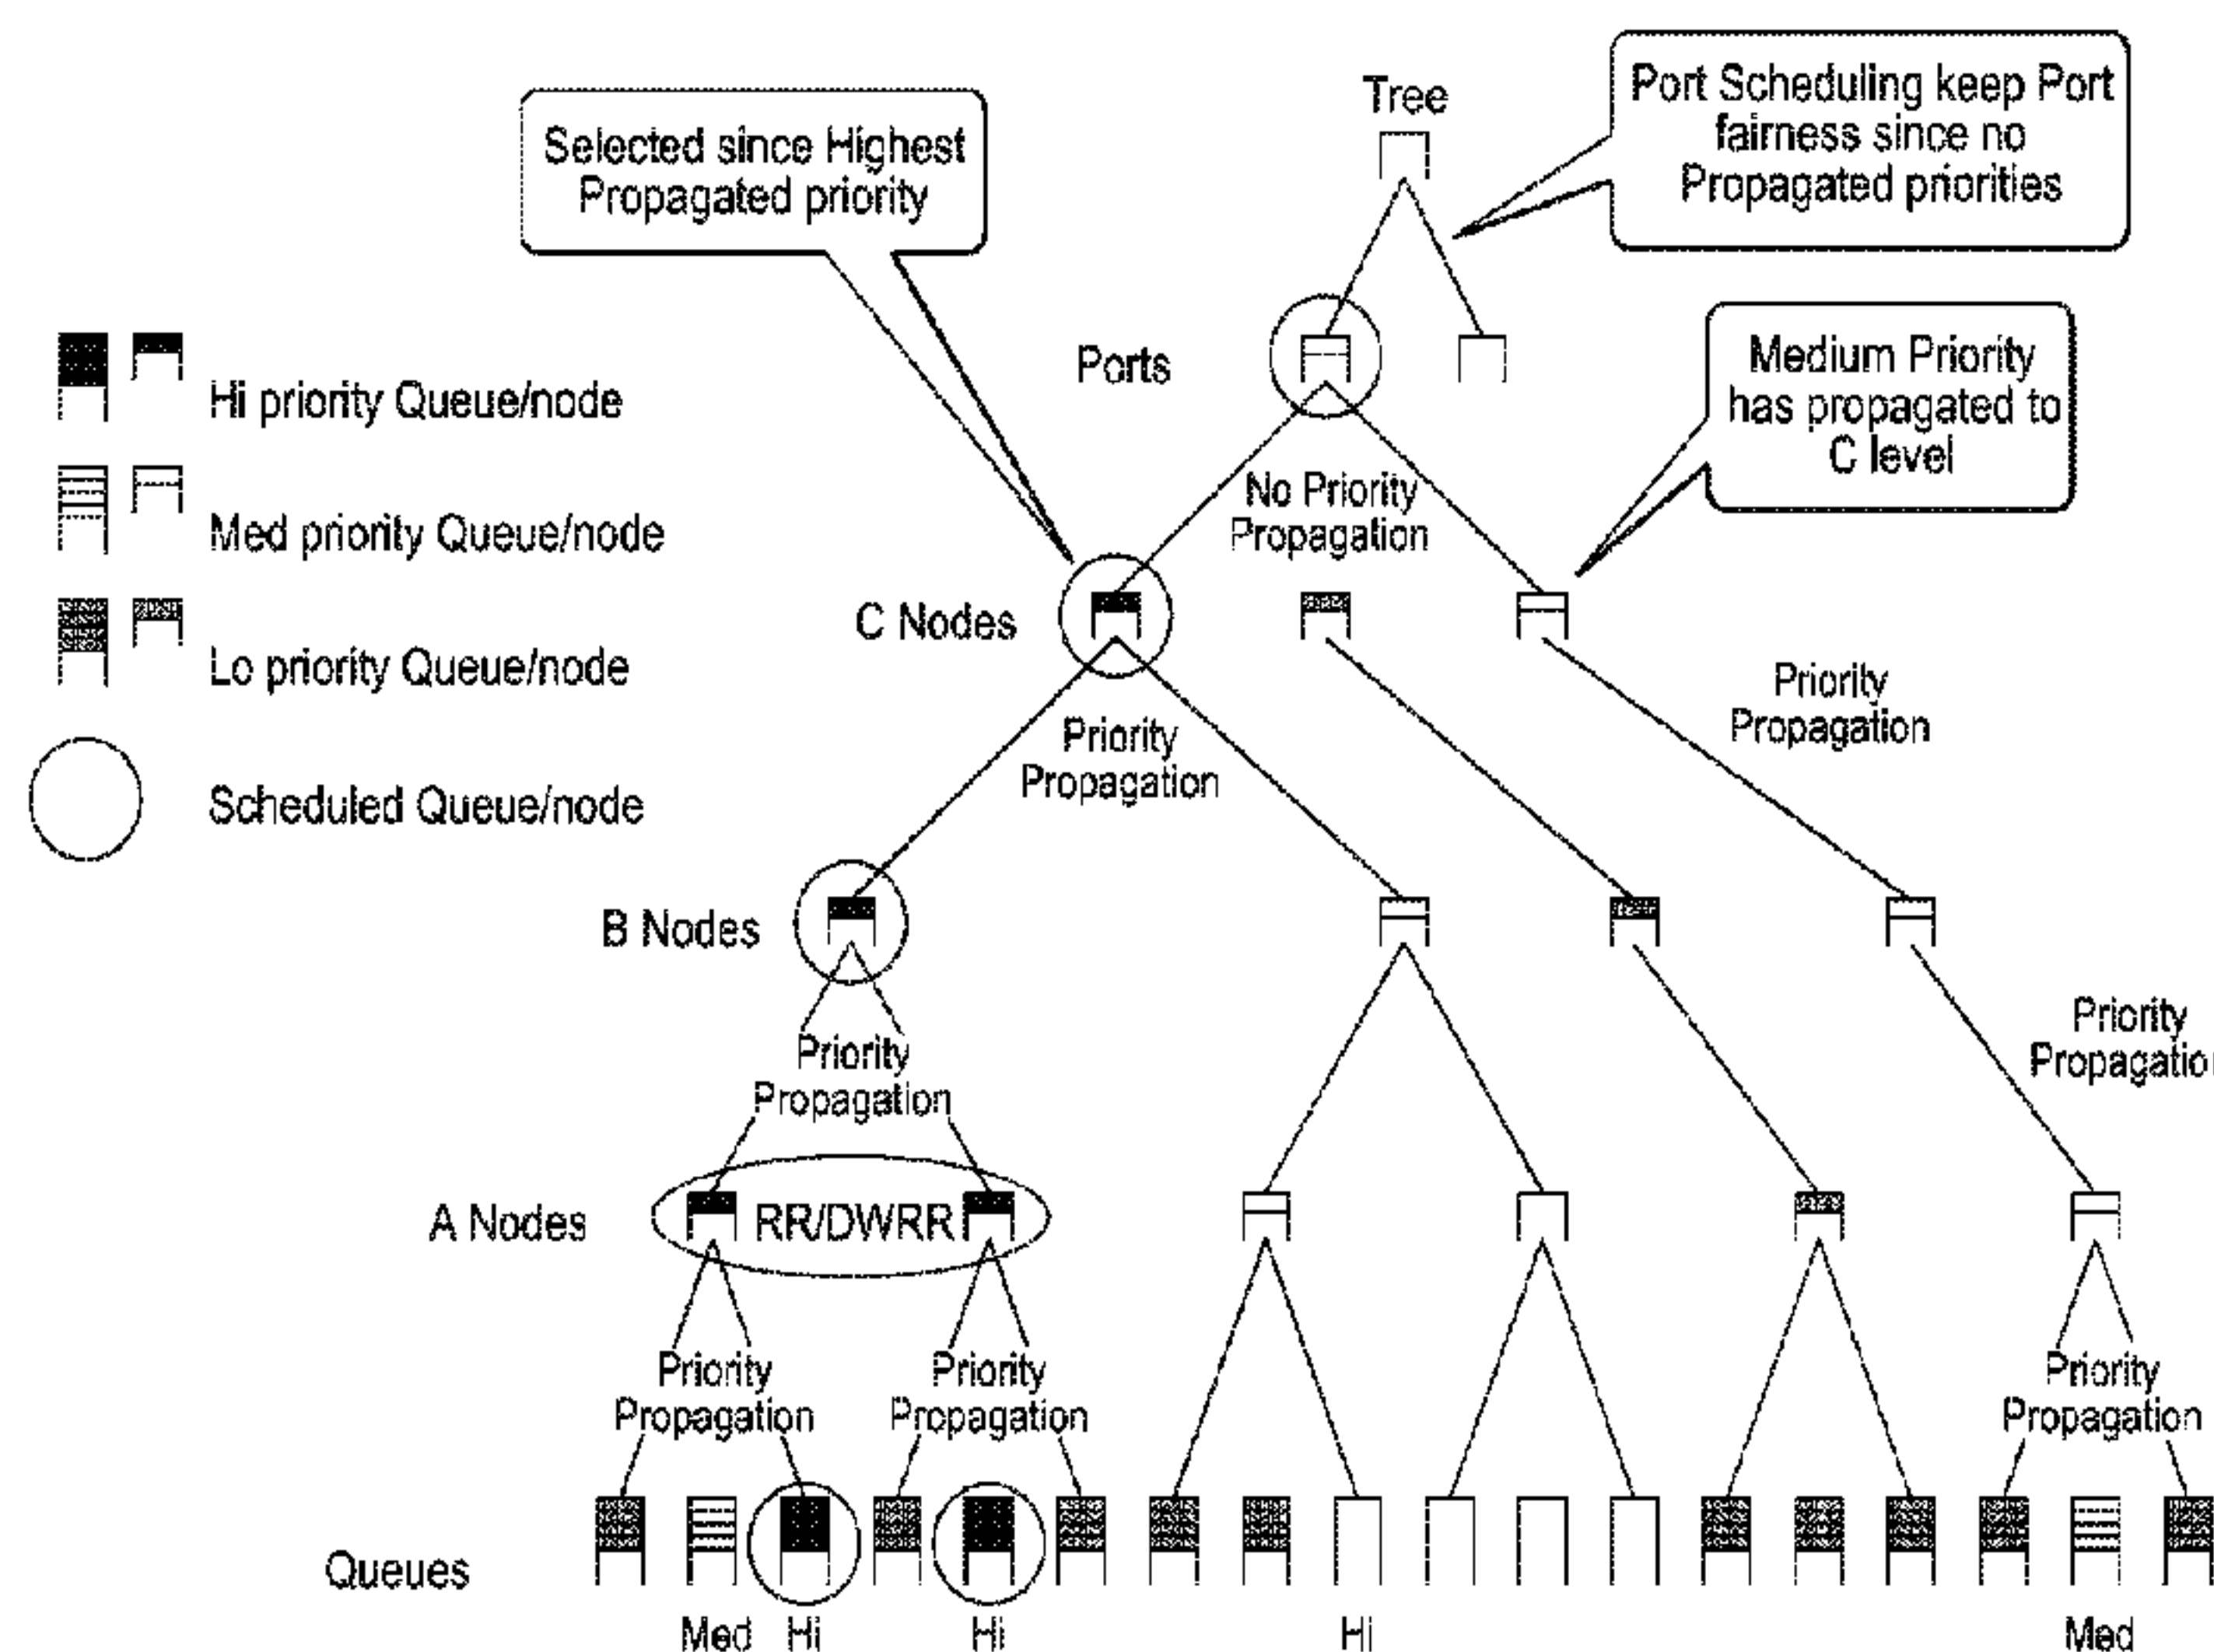 Tree
Port Scheduling keep Port
fairness since no
Propagated priorities
Selected since Highest
Propagated priority
Ports
Medium Priority
has propagated to
C level
Hi priority Queue/node
Med priority Queue/node
Lo priority Queue/node
Scheduled Queue/node
No Priority
Propagation
C Nodes
Priority
Propagation
Priority
Propagation
B Nodes
Priority
Propagation
Priority
Propagatio
A Nodes
RR/DWRR
Priority
Propagation
Priority
Propagation
Priority
Propagation
Queues
Med
Hi
Hi
Hi
Med